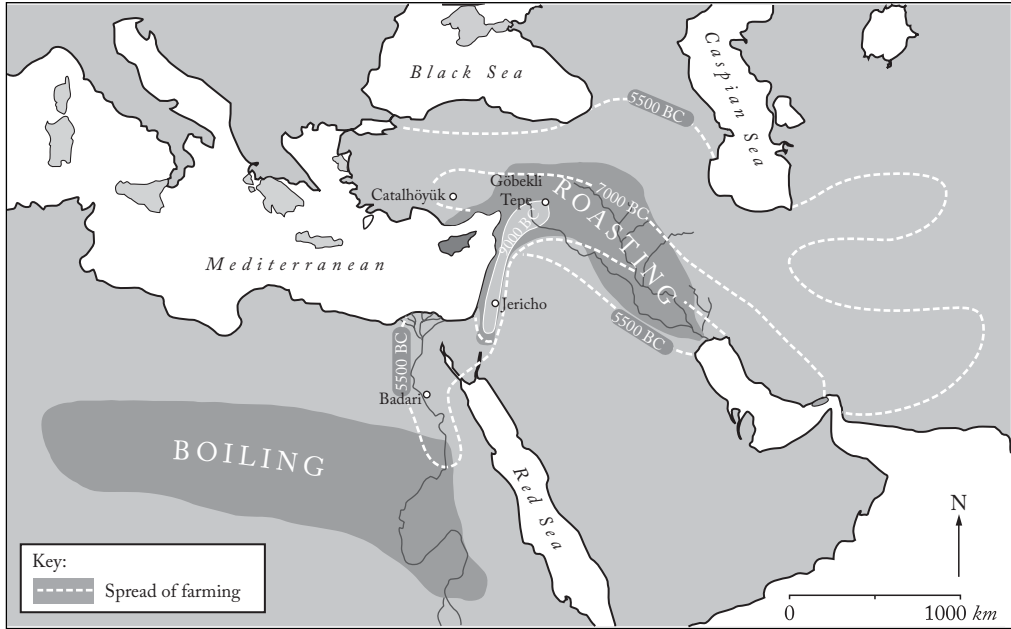 Black Sea
Caspian Sea
5500 BC
Catalhöyük
Göbekli
Tepe
ROASTING
7000 BC
9000 BC
Mediterranean
Jericho
5500 BC
5500 BC
Badari
BOILING
Red Sea
N
Key:
Spread of farming
0 1000 km